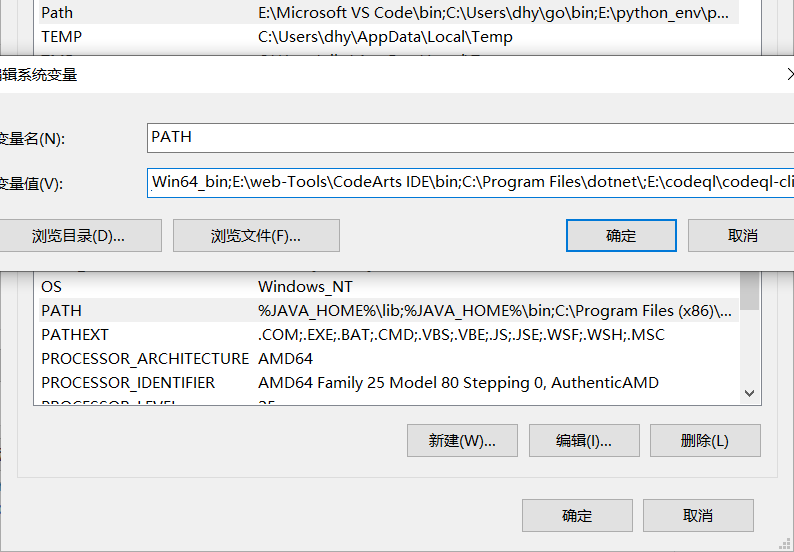 Path E:\Microsoft VS Code\bin;C:\Users\dhy\go\bin;E:\python_env\p...
TEMP C:\Users\dhy\AppData\Local\Temp
编辑系统变量
变量名(N): PATH
变量值(V): _Win64_bin;E:\web-Tools\CodeArts IDE\bin;C:\Program Files\dotnet\;E:\codeql\codeql-cli
浏览目录(D)... 浏览文件(F)... 确定 取消
OS Windows_NT
PATH %JAVA_HOME%\lib;%JAVA_HOME%\bin;C:\Program Files (x86)\...
PATHEXT .COM;.EXE;.BAT;.CMD;.VBS;.VBE;.JS;.JSE;.WSF;.WSH;.MSC
PROCESSOR_ARCHITECTURE AMD64
PROCESSOR_IDENTIFIER AMD64 Family 25 Model 80 Stepping 0, AuthenticAMD
新建(W)... 编辑(I)... 删除(L)
确定 取消